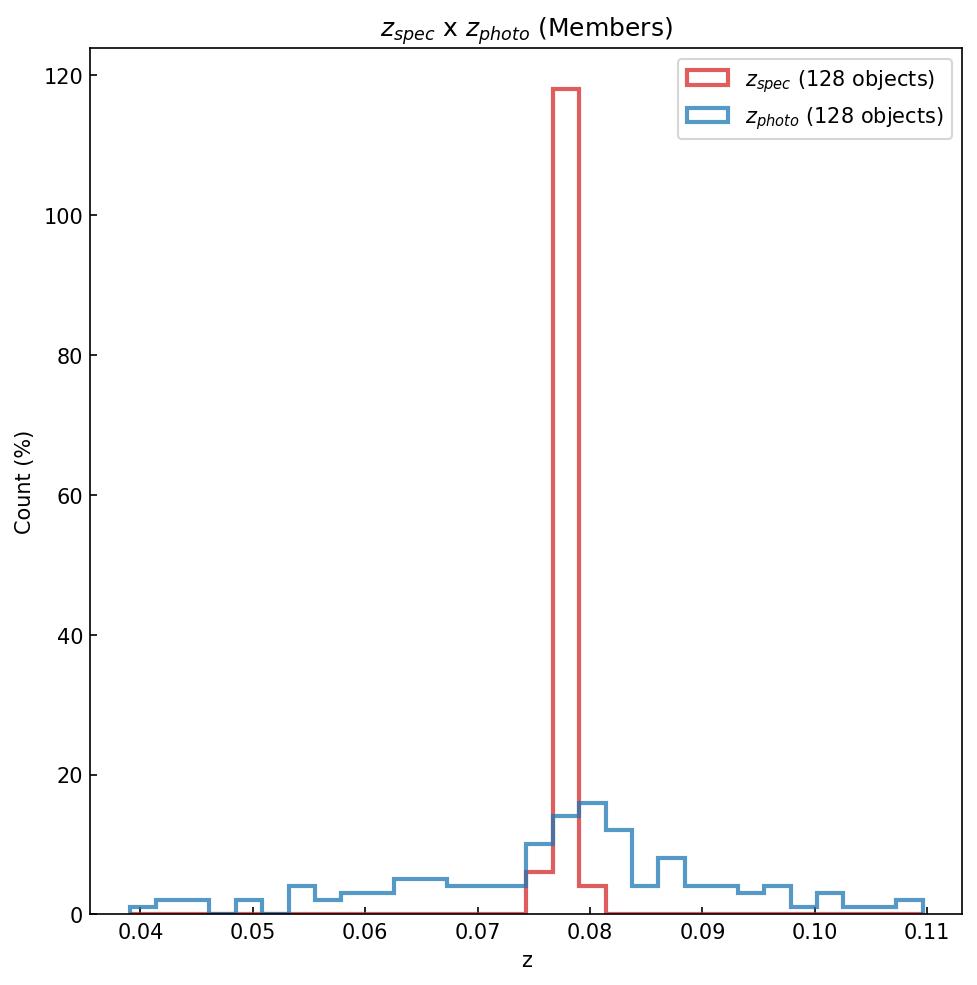 z_spec x z_photo (Members)
z_spec (128 objects)
z_photo (128 objects)
Count (%)
120
100
80
60
40
20
0
0.04 0.05 0.06 0.07 0.08 0.09 0.10 0.11
z